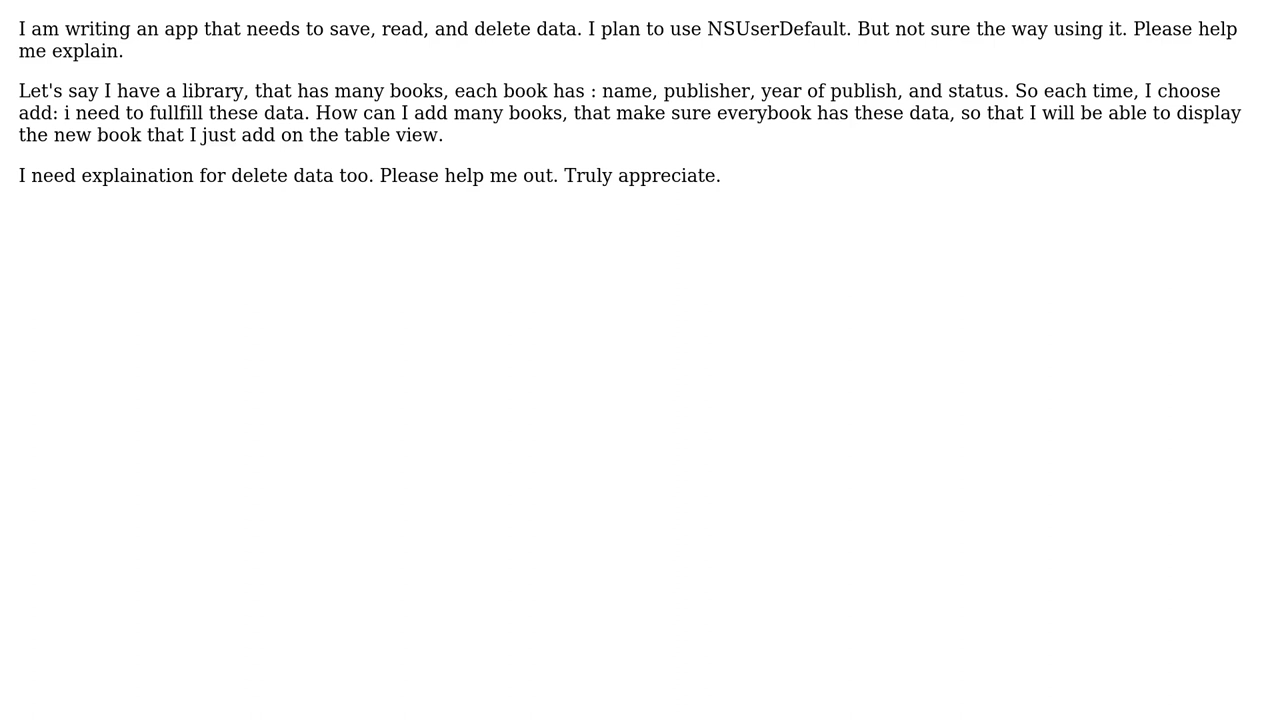 I am writing an app that needs to save, read, and delete data. I plan to use NSUserDefault. But not sure the way using it. Please help
me explain.
Let's say I have a library, that has many books, each book has : name, publisher, year of publish, and status. So each time, I choose
add: i need to fullfill these data. How can I add many books, that make sure everybook has these data, so that I will be able to display
the new book that I just add on the table view.
I need explaination for delete data too. Please help me out. Truly appreciate.